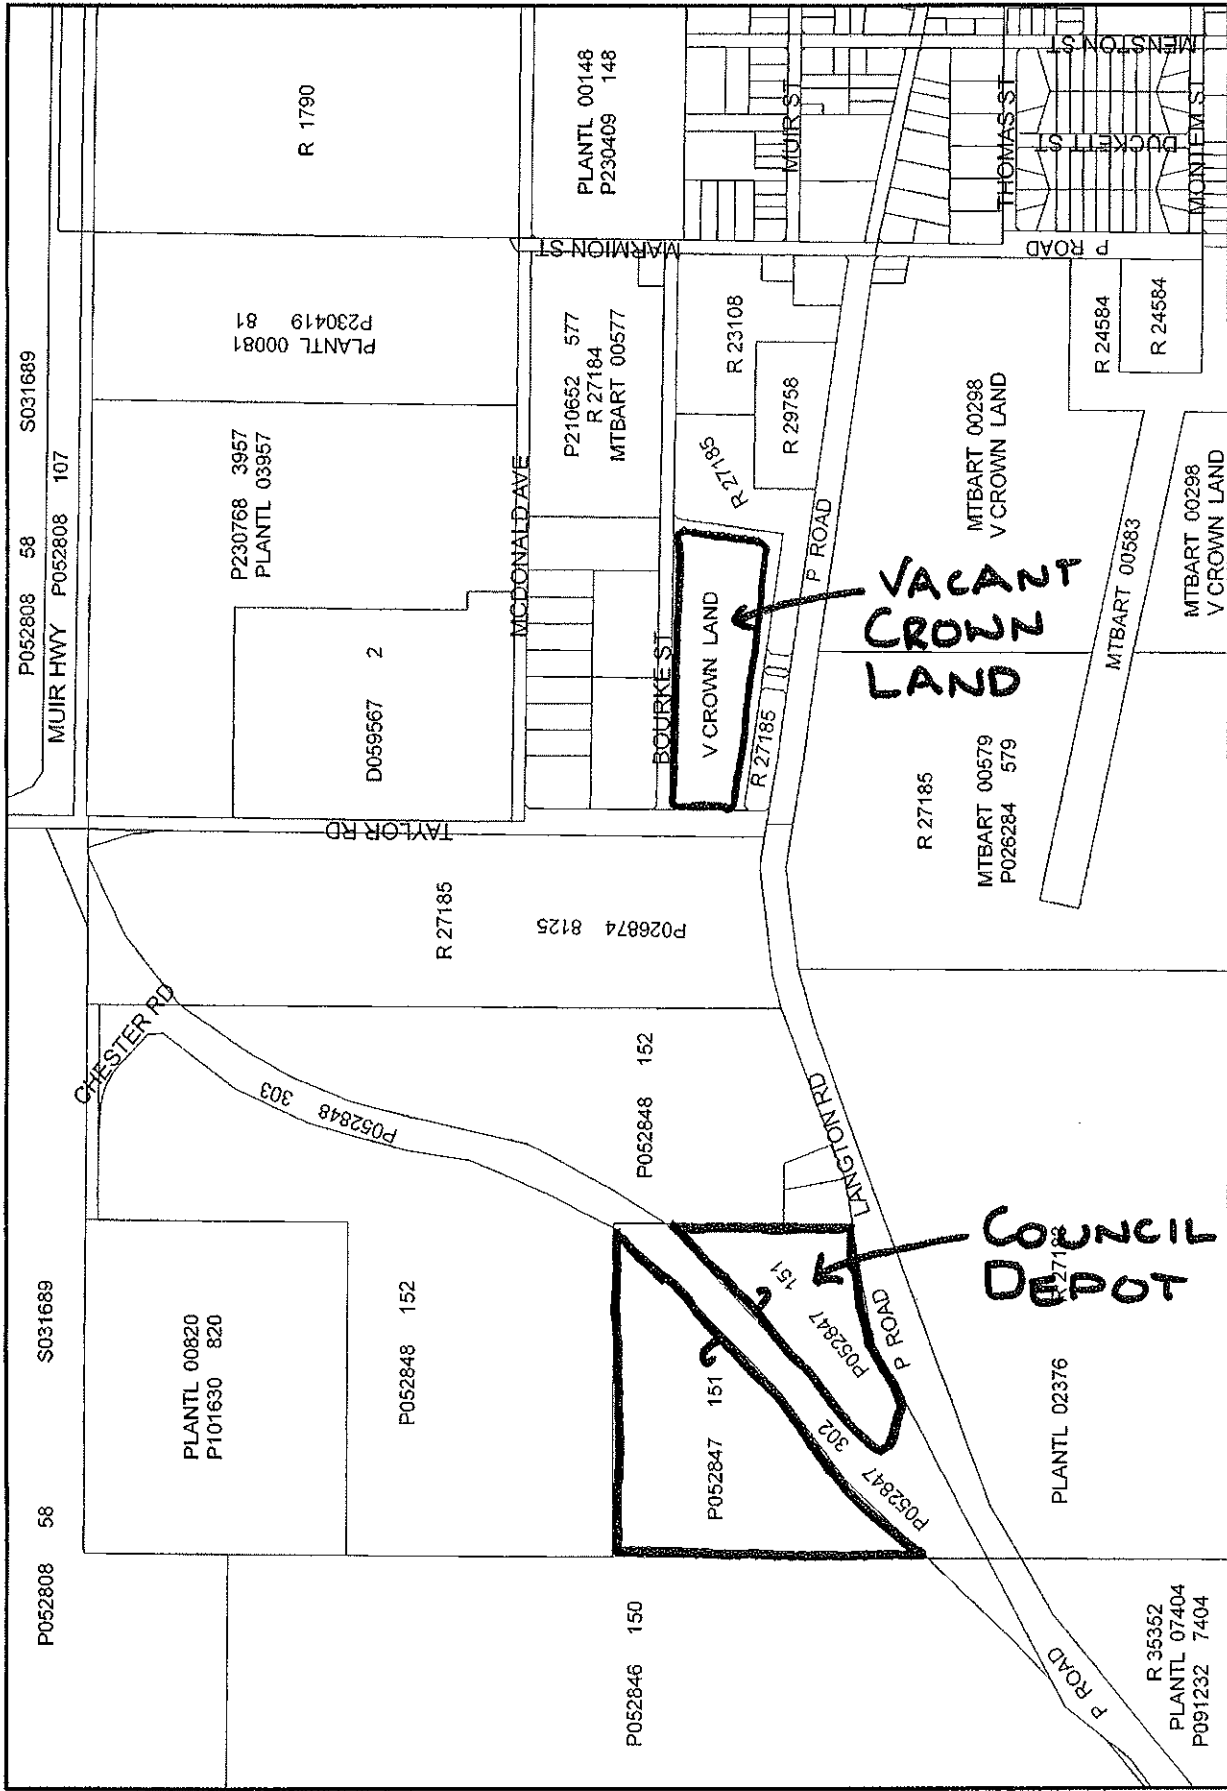 P052808 58 S031689
P052808 58 S031689
MUIR HWY P052808 107
R 1790
PLANTL 00081
P230419 81
P230768 3957
PLANTL 03957
D059567 2
TAYLOR RD
MCDONALD AVE
MARMION ST
PLANTL 00148
P230409 148
P210652 577
R 27184
MTBART 00577
BOURKE ST
V CROWN LAND
R 27185
R 27185
R 23108
R 29758
P ROAD
MUIR ST
THOMAS ST
DUCKETT ST
MENSTON ST
MONTEM ST
P ROAD
R 24584
R 24584
MTBART 00298
V CROWN LAND
MTBART 00583
MTBART 00298
V CROWN LAND
R 27185
MTBART 00579
P026284 579
VACANT
CROWN
LAND
R 27185
P026874 8125
CHESTER RD
P052848 303
P052848 152
LANGTON RD
PLANTL 00820
P101630 820
P052848 152
P052847 151
P052847 151
P052847 302
P ROAD
COUNCIL
DEPOT
PLANTL 02376
P052846 150
P ROAD
R 35352
PLANTL 07404
P091232 7404